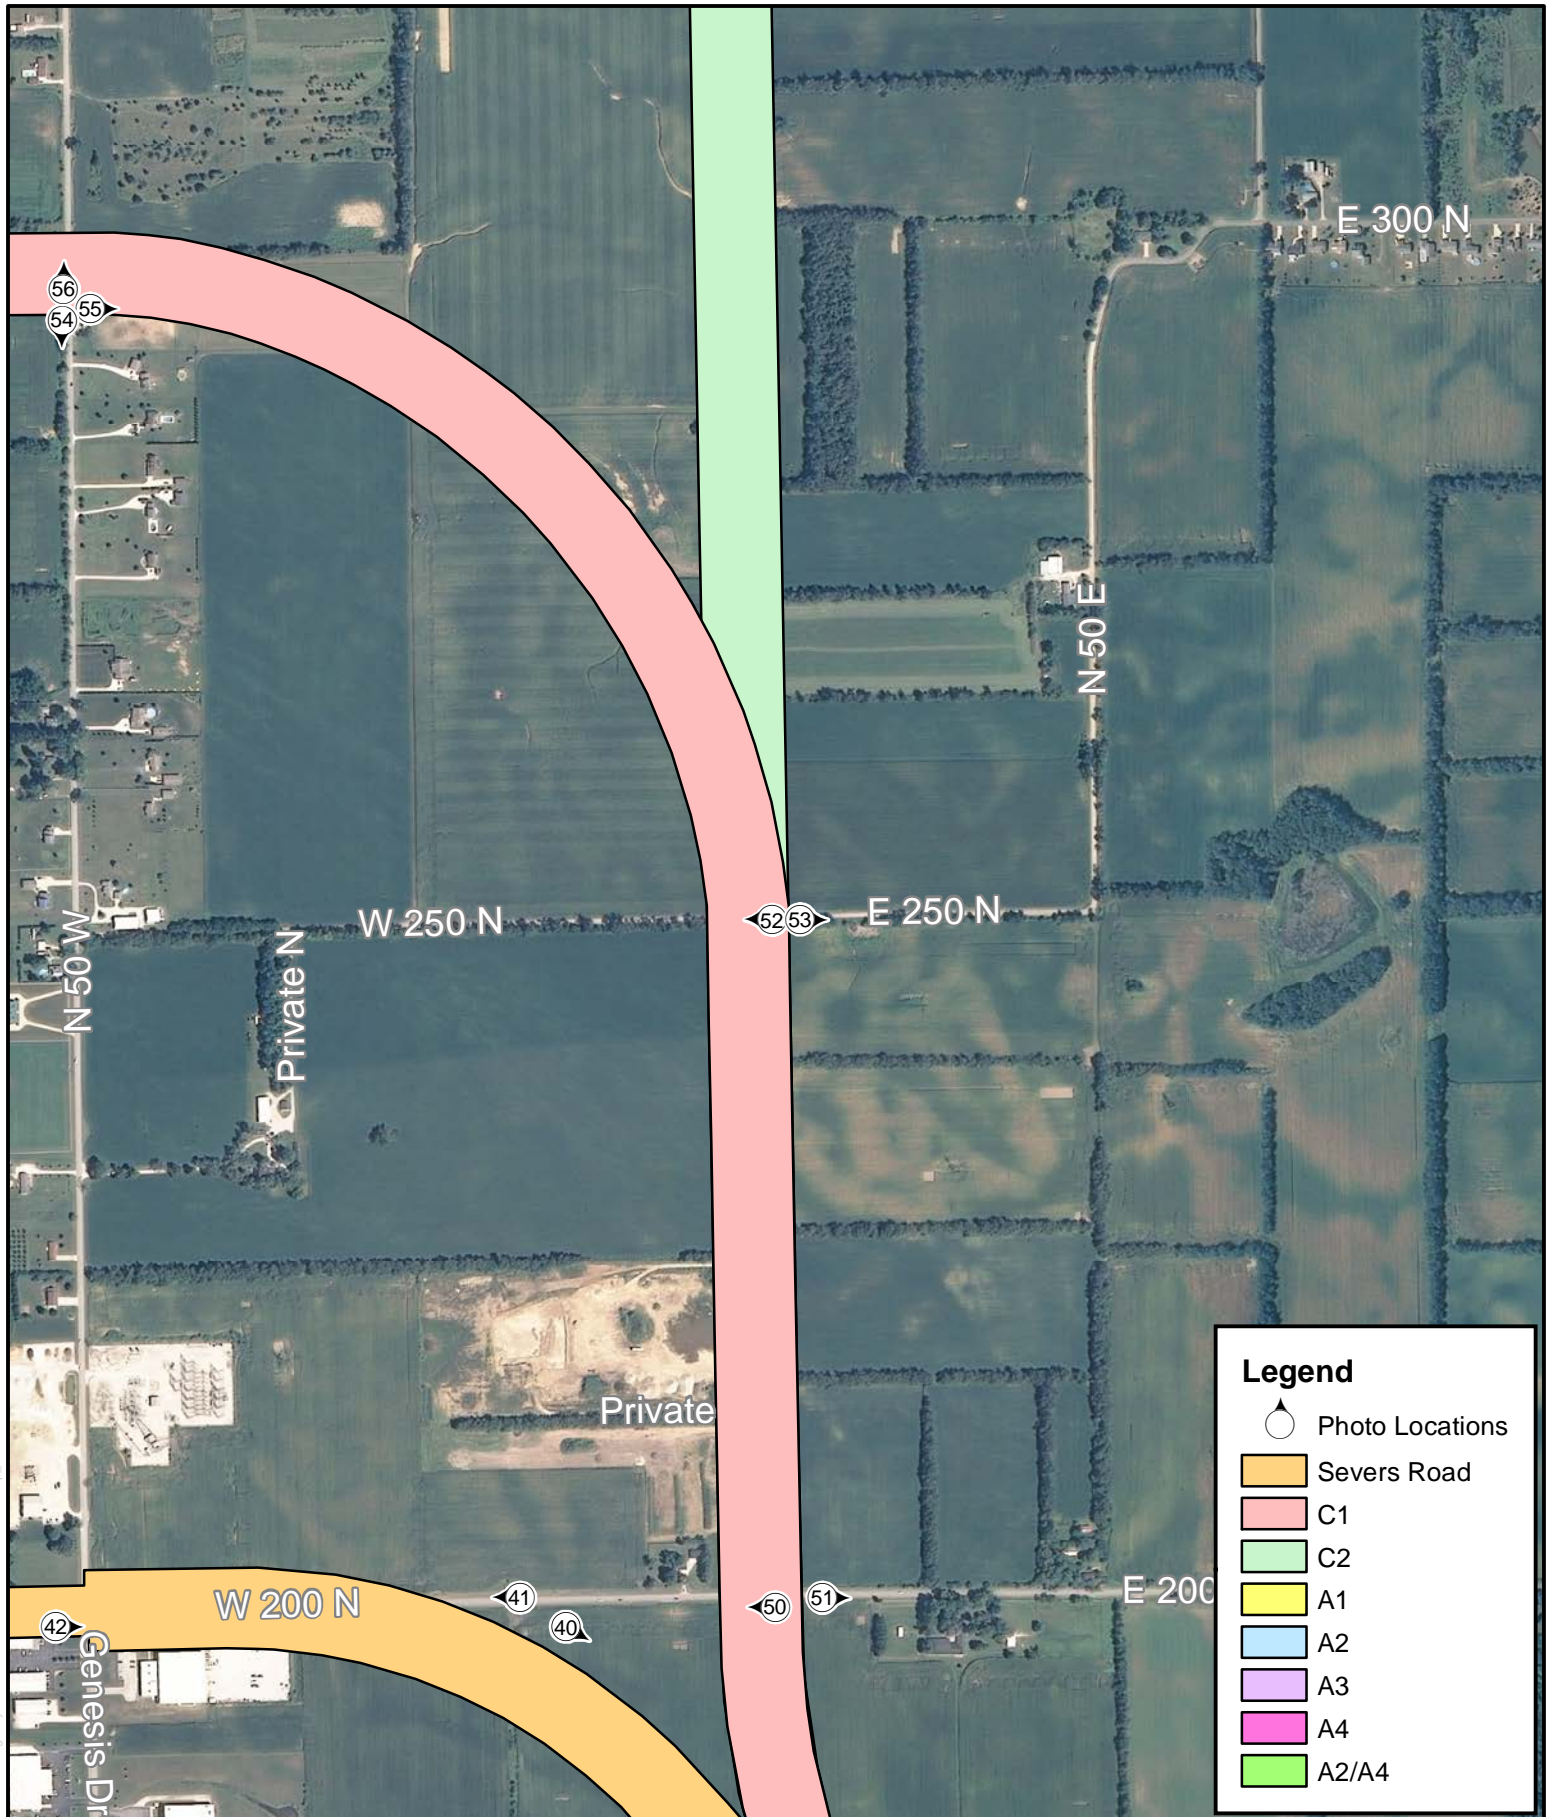 E 300 N
56
55
54
N 50 E
W 250 N
52
53
E 250 N
N 50 W
Private N
Private
W 200 N
41
40
50
51
E 200
42
Genesis Dr
Legend
Photo Locations
Severs Road
C1
C2
A1
A2
A3
A4
A2/A4